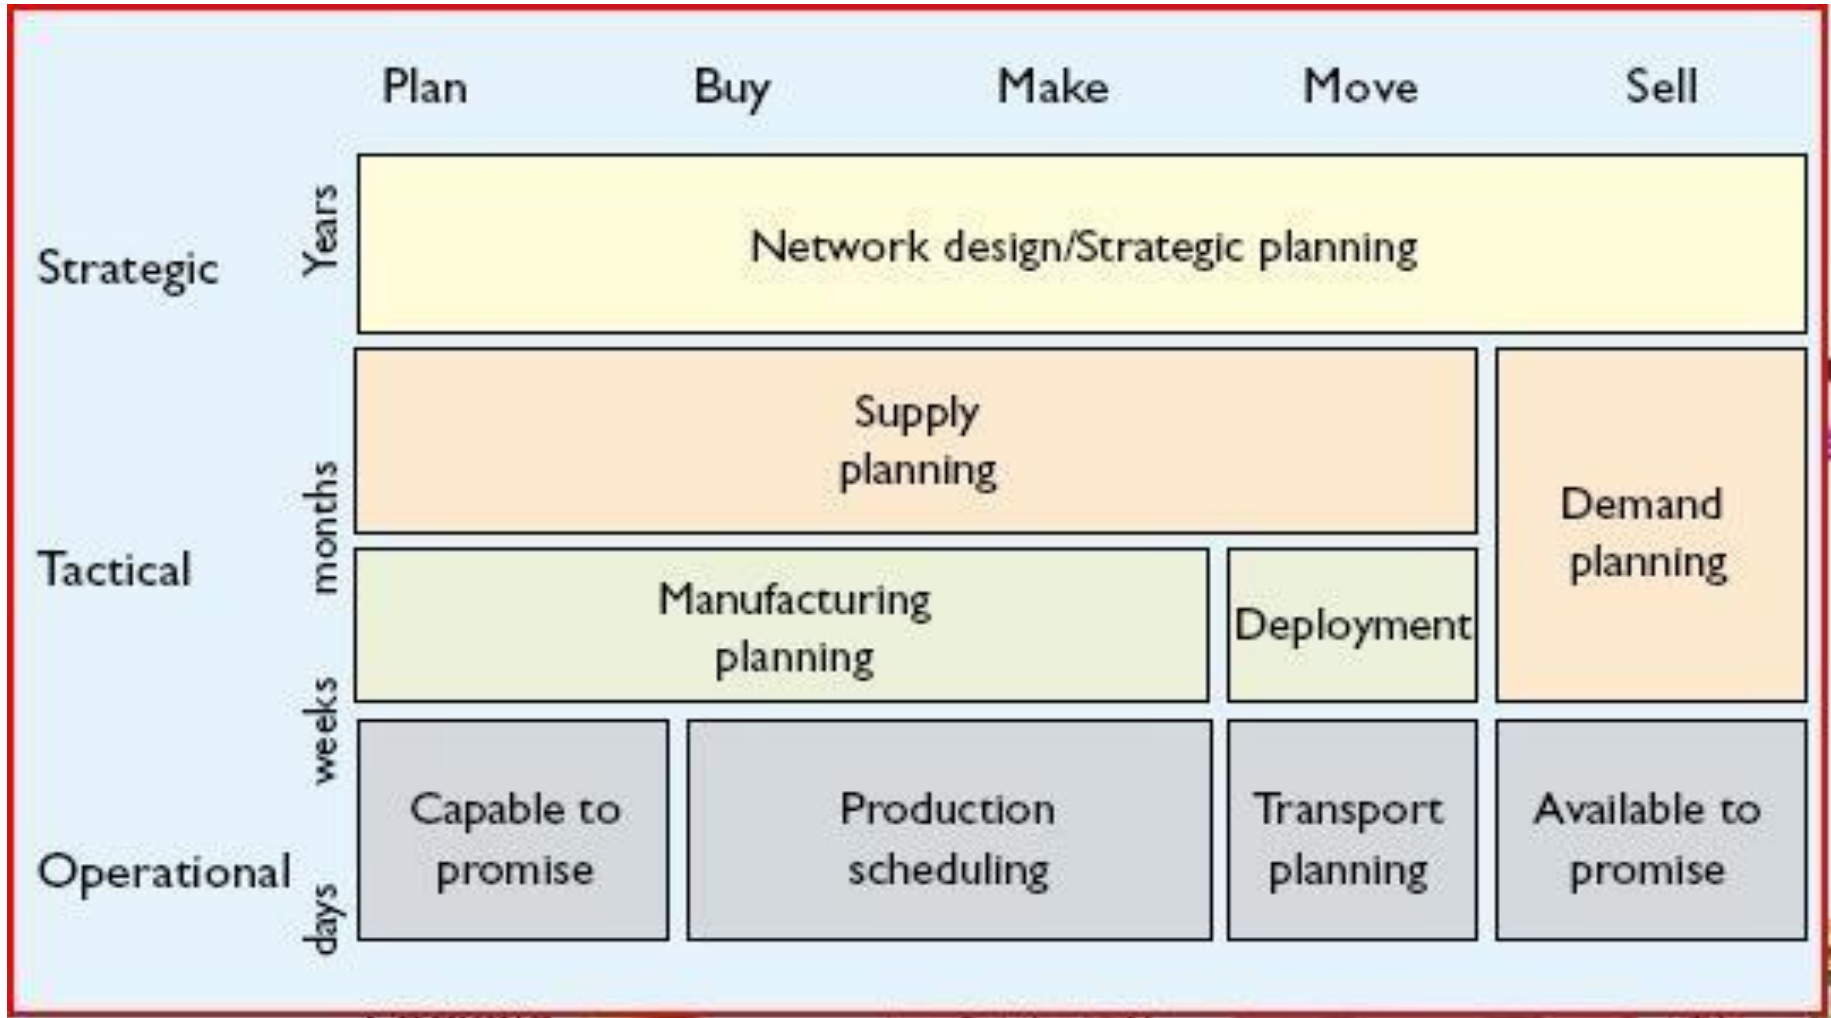 Plan Buy Make Move Sell
Strategic
Years
Network design/Strategic planning
Tactical
months
Supply
planning
Demand
planning
Manufacturing
planning
Deployment
weeks
Operational
days
Capable to
promise
Production
scheduling
Transport
planning
Available to
promise